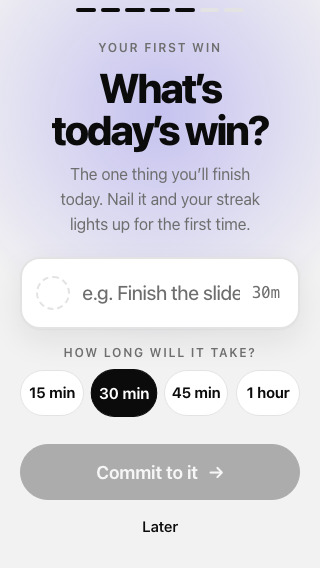 YOUR FIRST WIN
What's
today's win?
The one thing you'll finish
today. Nail it and your streak
lights up for the first time.
e.g. Finish the slide 30m
HOW LONG WILL IT TAKE?
15 min 30 min 45 min 1 hour
Commit to it →
Later